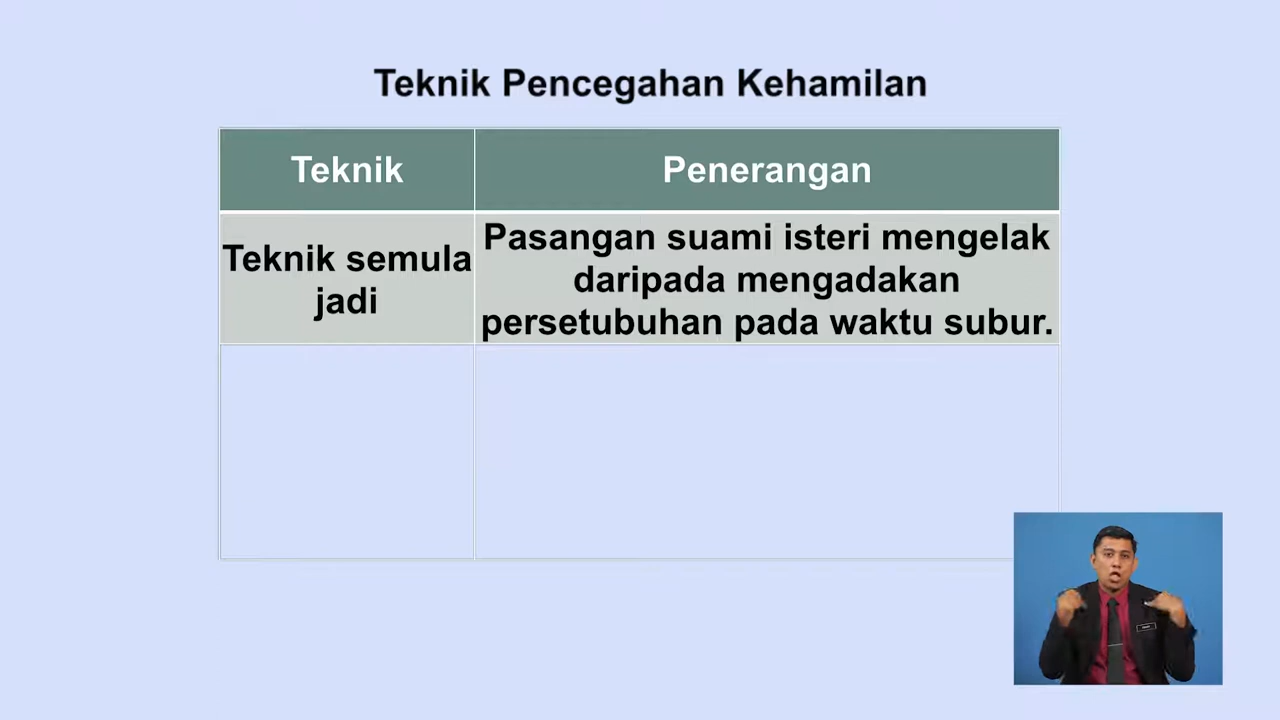 Teknik Pencegahan Kehamilan
Teknik
Penerangan
Teknik semula
jadi
Pasangan suami isteri mengelak
daripada mengadakan
persetubuhan pada waktu subur.